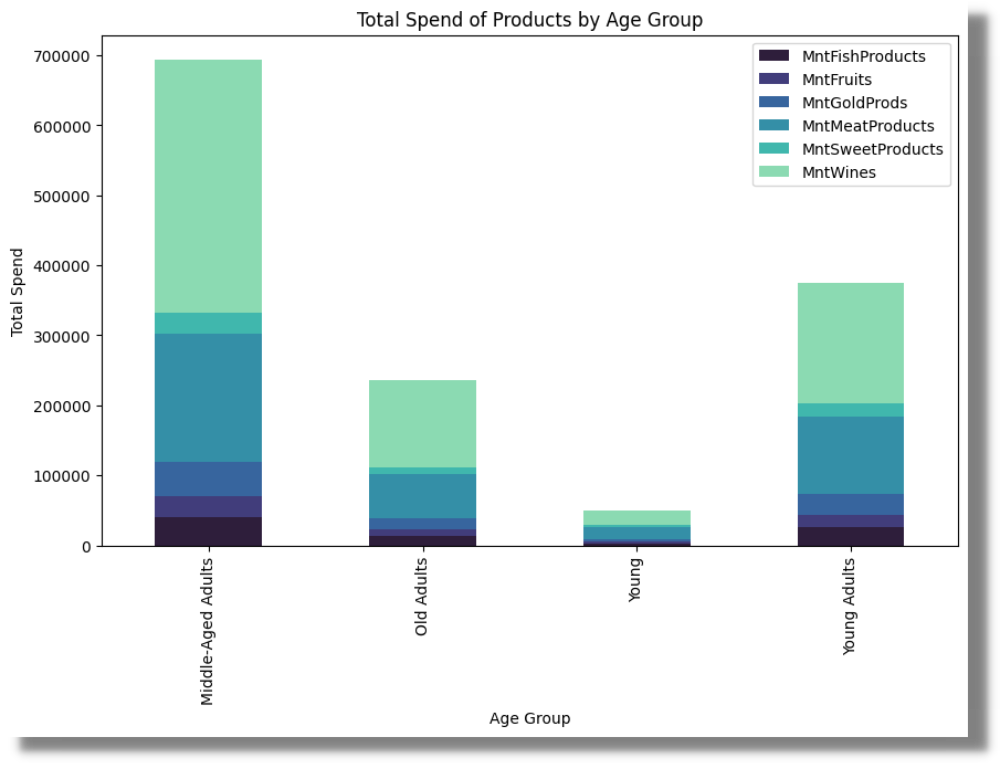 Total Spend of Products by Age Group
700000
600000
500000
400000
300000
200000
100000
0
Total Spend
MntFishProducts
MntFruits
MntGoldProds
MntMeatProducts
MntSweetProducts
MntWines
Middle-Aged Adults
Old Adults
Young
Young Adults
Age Group